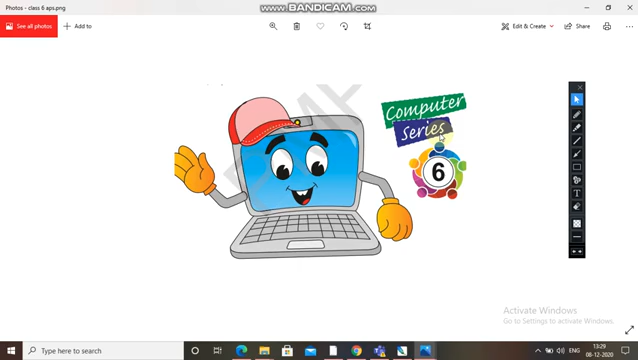 Photos - class 6 aps.png
www.BANDICAM.com
See all photos
Add to
Edit & Create
Share
Computer
Series
6
T
Activate Windows
Go to Settings to activate Windows.
Type here to search
ENG
13:29
08-12-2020